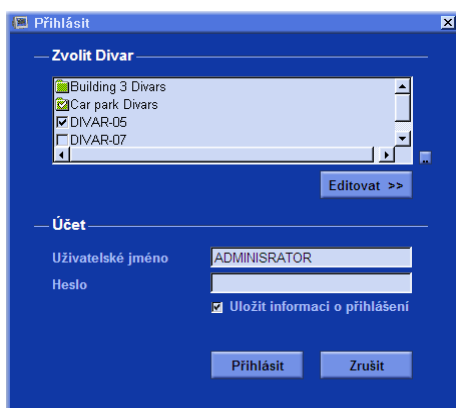 Přihlásit
Zvolit Divar
Building 3 Divars
Car park Divars
DIVAR-05
DIVAR-07
..
Editovat >>
Účet
Uživatelské jméno ADMINISRATOR
Heslo
Uložit informaci o přihlášení
Přihlásit Zrušit